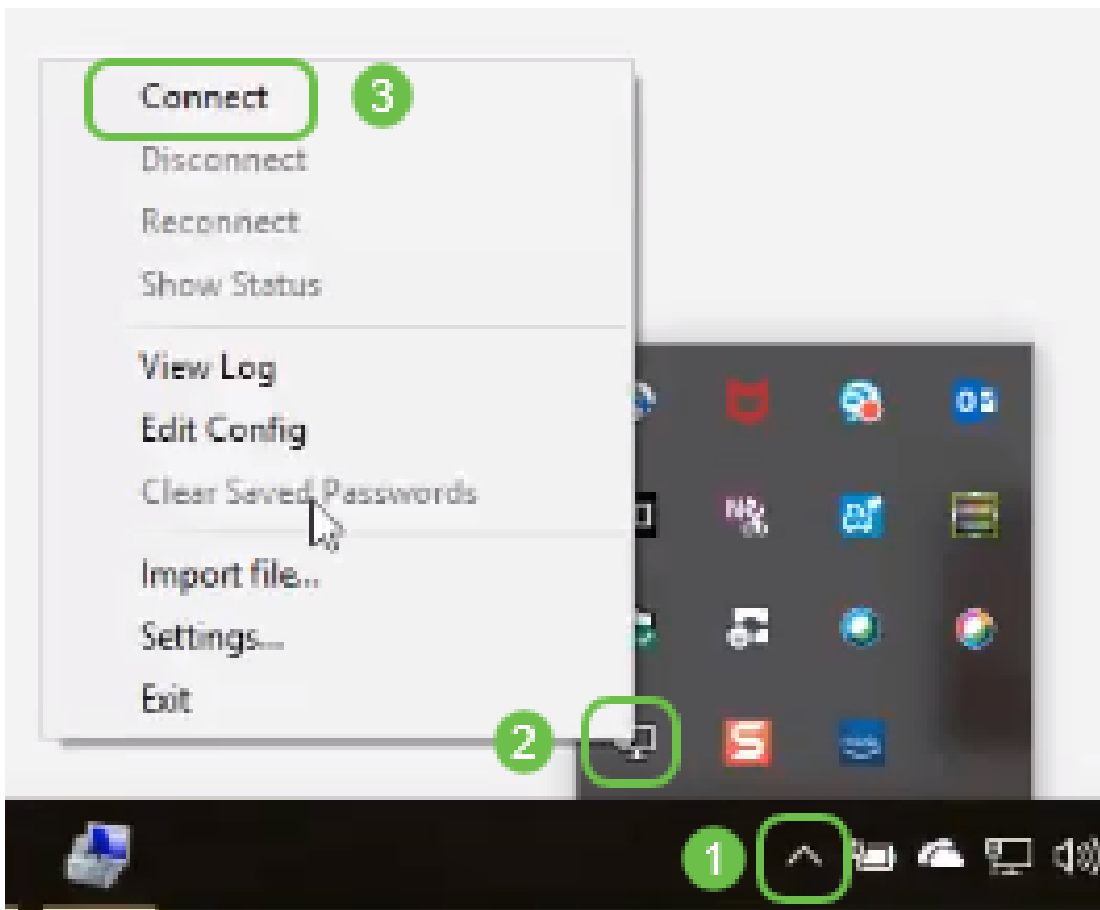 Connect
3
Disconnect
Reconnect
Show Status
View Log
Edit Config
Clear Saved Passwords
Import file...
Settings...
Exit
2
S
1